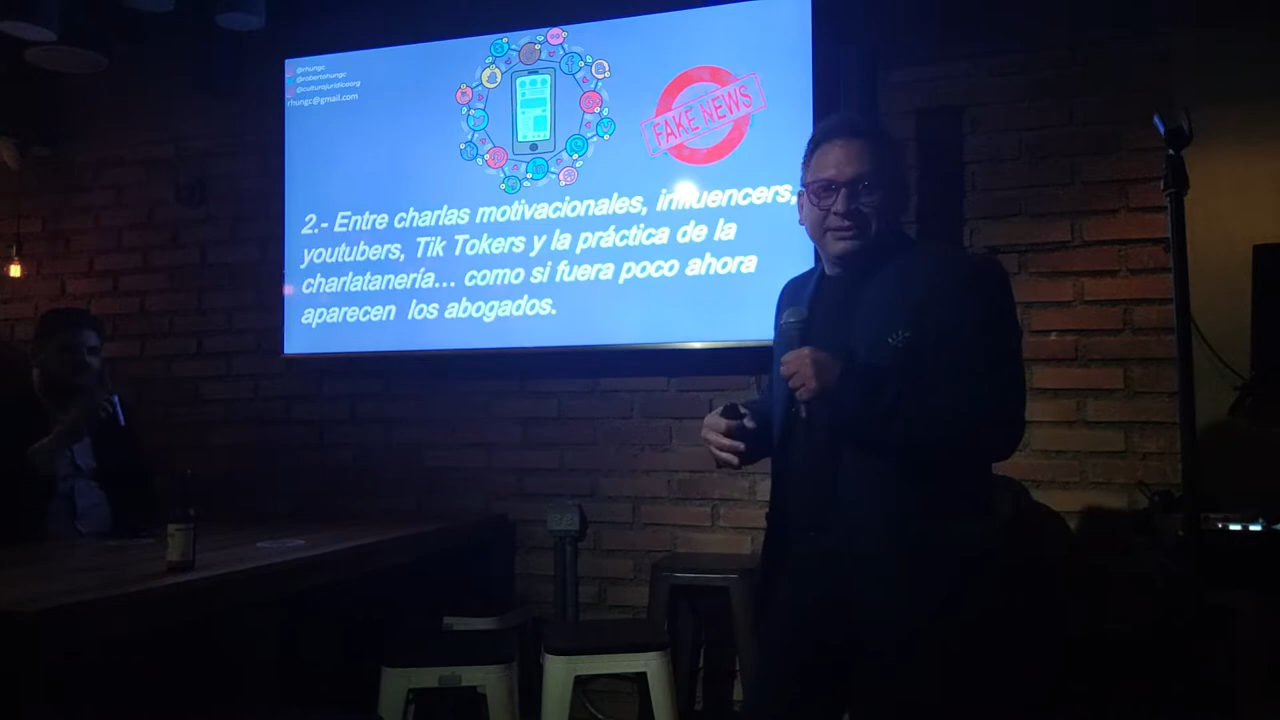 @rhungc
@robertohungc
@culturajuridicaorg
rhungc@gmail.com
FAKE NEWS
2.- Entre charlas motivacionales, influencers,
youtubers, Tik Tokers y la práctica de la
charlatanería... como si fuera poco ahora
aparecen los abogados.